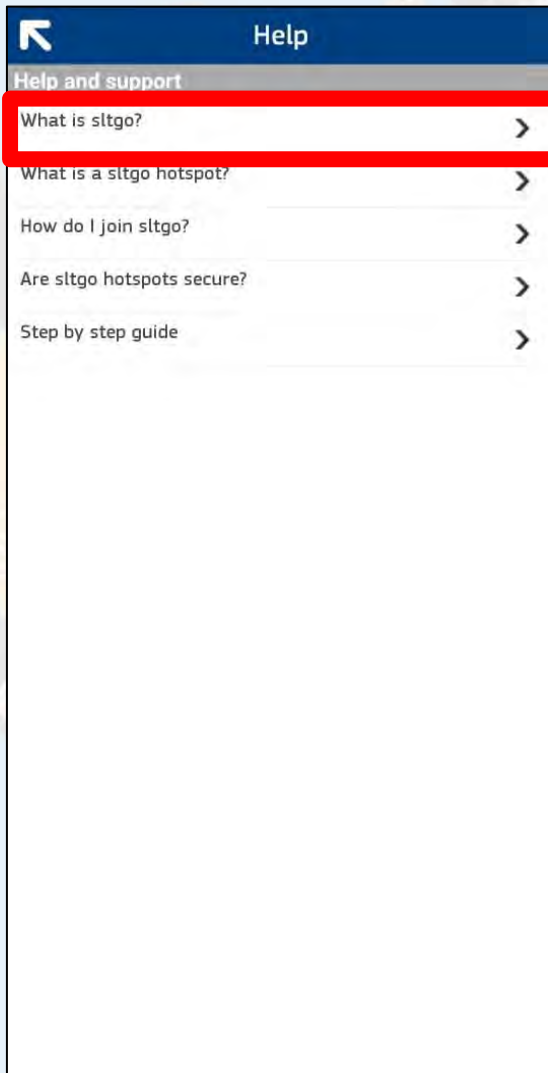 Help
Help and support
What is sltgo?
What is a sltgo hotspot?
How do I join sltgo?
Are sltgo hotspots secure?
Step by step guide